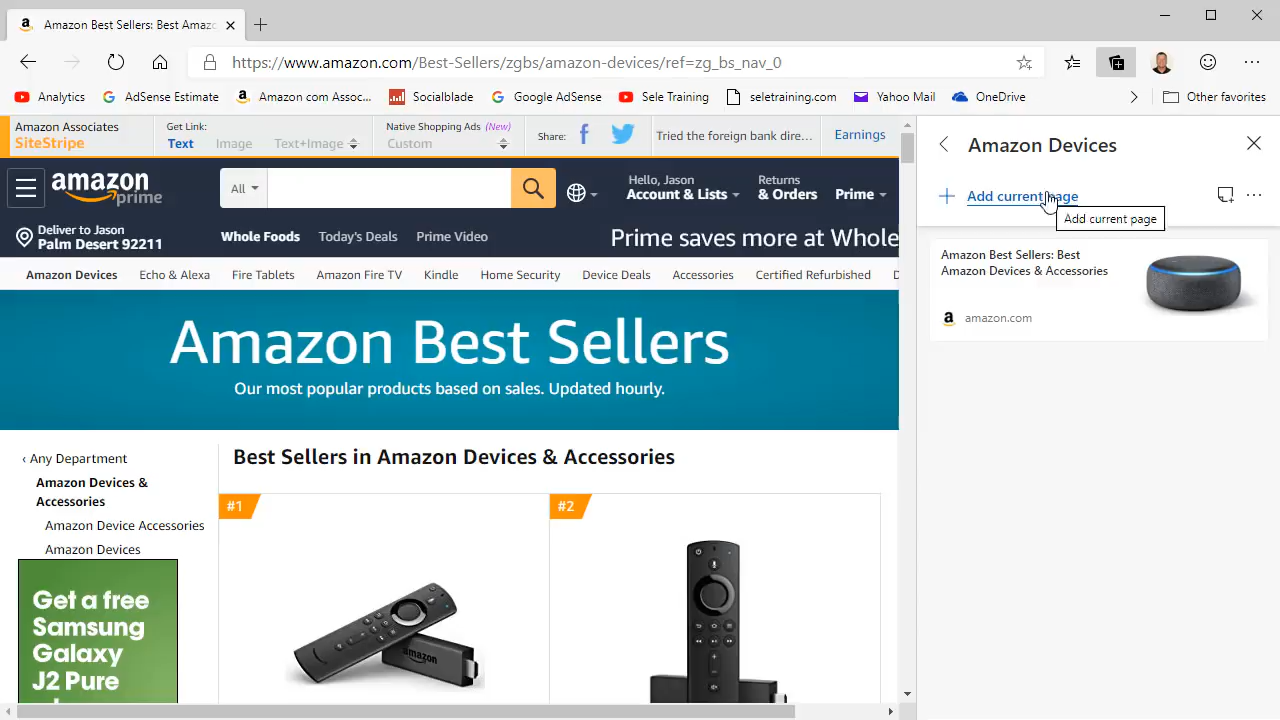 Amazon Best Sellers: Best Amaz
https://www.amazon.com/Best-Sellers/zgbs/amazon-devices/ref=zg_bs_nav_0
Analytics
AdSense Estimate
Amazon com Assoc...
Socialblade
Google AdSense
Sele Training
seletraining.com
Yahoo Mail
OneDrive
Other favorites
Amazon Associates
SiteStripe
Get Link:
Text Image Text+Image
Native Shopping Ads (New)
Custom
Share:
Tried the foreign bank dire...
Earnings
amazon
prime
All
Hello, Jason
Account & Lists
Returns
& Orders
Prime
Deliver to Jason
Palm Desert 92211
Whole Foods Today's Deals Prime Video
Prime saves more at Whole
Amazon Devices Echo & Alexa Fire Tablets Amazon Fire TV Kindle Home Security Device Deals Accessories Certified Refurbished D
Amazon Best Sellers
Our most popular products based on sales. Updated hourly.
‹ Any Department
Amazon Devices &
Accessories
Amazon Device Accessories
Amazon Devices
Get a free
Samsung
Galaxy
J2 Pure
Best Sellers in Amazon Devices & Accessories
#1
#2
amazon
Amazon Devices
Add current page
Add current page
Amazon Best Sellers: Best
Amazon Devices & Accessories
amazon.com